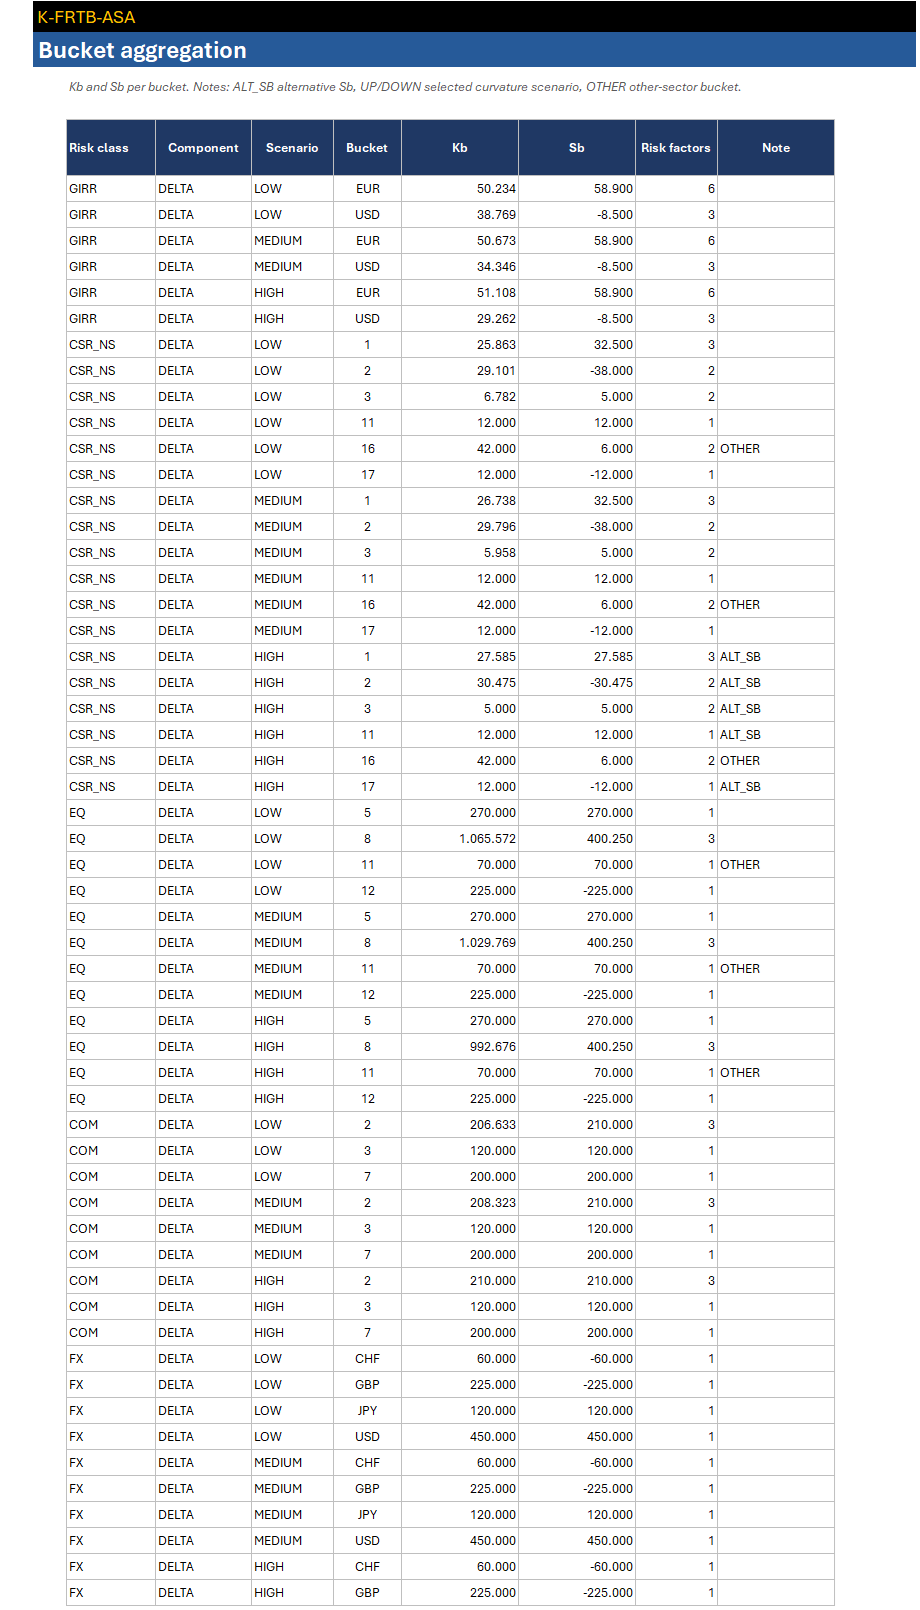 K-FRTB-ASA
Bucket aggregation
Kb and Sb per bucket. Notes: ALT_SB alternative Sb, UP/DOWN selected curvature scenario, OTHER other-sector bucket.
Risk class Component Scenario Bucket Kb Sb Risk factors Note
GIRR DELTA LOW EUR 50.234 58.900 6
GIRR DELTA LOW USD 38.769 -8.500 3
GIRR DELTA MEDIUM EUR 50.673 58.900 6
GIRR DELTA MEDIUM USD 34.346 -8.500 3
GIRR DELTA HIGH EUR 51.108 58.900 6
GIRR DELTA HIGH USD 29.262 -8.500 3
CSR_NS DELTA LOW 1 25.863 32.500 3
CSR_NS DELTA LOW 2 29.101 -38.000 2
CSR_NS DELTA LOW 3 6.782 5.000 2
CSR_NS DELTA LOW 11 12.000 12.000 1
CSR_NS DELTA LOW 16 42.000 6.000 2 OTHER
CSR_NS DELTA LOW 17 12.000 -12.000 1
CSR_NS DELTA MEDIUM 1 26.738 32.500 3
CSR_NS DELTA MEDIUM 2 29.796 -38.000 2
CSR_NS DELTA MEDIUM 3 5.958 5.000 2
CSR_NS DELTA MEDIUM 11 12.000 12.000 1
CSR_NS DELTA MEDIUM 16 42.000 6.000 2 OTHER
CSR_NS DELTA MEDIUM 17 12.000 -12.000 1
CSR_NS DELTA HIGH 1 27.585 27.585 3 ALT_SB
CSR_NS DELTA HIGH 2 30.475 -30.475 2 ALT_SB
CSR_NS DELTA HIGH 3 5.000 5.000 2 ALT_SB
CSR_NS DELTA HIGH 11 12.000 12.000 1 ALT_SB
CSR_NS DELTA HIGH 16 42.000 6.000 2 OTHER
CSR_NS DELTA HIGH 17 12.000 -12.000 1 ALT_SB
EQ DELTA LOW 5 270.000 270.000 1
EQ DELTA LOW 8 1.065.572 400.250 3
EQ DELTA LOW 11 70.000 70.000 1 OTHER
EQ DELTA LOW 12 225.000 -225.000 1
EQ DELTA MEDIUM 5 270.000 270.000 1
EQ DELTA MEDIUM 8 1.029.769 400.250 3
EQ DELTA MEDIUM 11 70.000 70.000 1 OTHER
EQ DELTA MEDIUM 12 225.000 -225.000 1
EQ DELTA HIGH 5 270.000 270.000 1
EQ DELTA HIGH 8 992.676 400.250 3
EQ DELTA HIGH 11 70.000 70.000 1 OTHER
EQ DELTA HIGH 12 225.000 -225.000 1
COM DELTA LOW 2 206.633 210.000 3
COM DELTA LOW 3 120.000 120.000 1
COM DELTA LOW 7 200.000 200.000 1
COM DELTA MEDIUM 2 208.323 210.000 3
COM DELTA MEDIUM 3 120.000 120.000 1
COM DELTA MEDIUM 7 200.000 200.000 1
COM DELTA HIGH 2 210.000 210.000 3
COM DELTA HIGH 3 120.000 120.000 1
COM DELTA HIGH 7 200.000 200.000 1
FX DELTA LOW CHF 60.000 -60.000 1
FX DELTA LOW GBP 225.000 -225.000 1
FX DELTA LOW JPY 120.000 120.000 1
FX DELTA LOW USD 450.000 450.000 1
FX DELTA MEDIUM CHF 60.000 -60.000 1
FX DELTA MEDIUM GBP 225.000 -225.000 1
FX DELTA MEDIUM JPY 120.000 120.000 1
FX DELTA MEDIUM USD 450.000 450.000 1
FX DELTA HIGH CHF 60.000 -60.000 1
FX DELTA HIGH GBP 225.000 -225.000 1